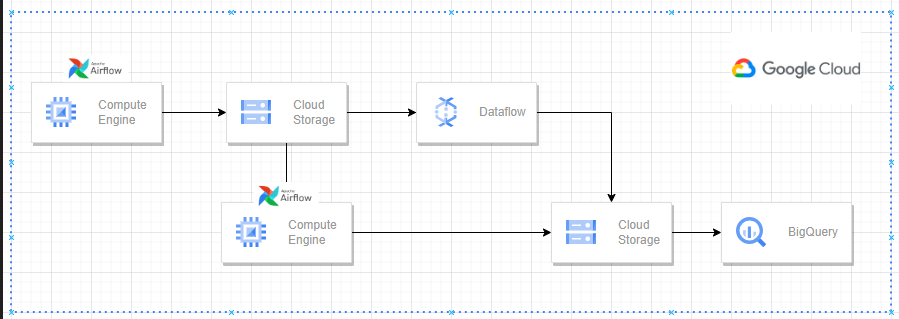 Apache
Airflow
Google Cloud
Compute
Engine
Cloud
Storage
Dataflow
Apache
Airflow
Compute
Engine
Cloud
Storage
BigQuery